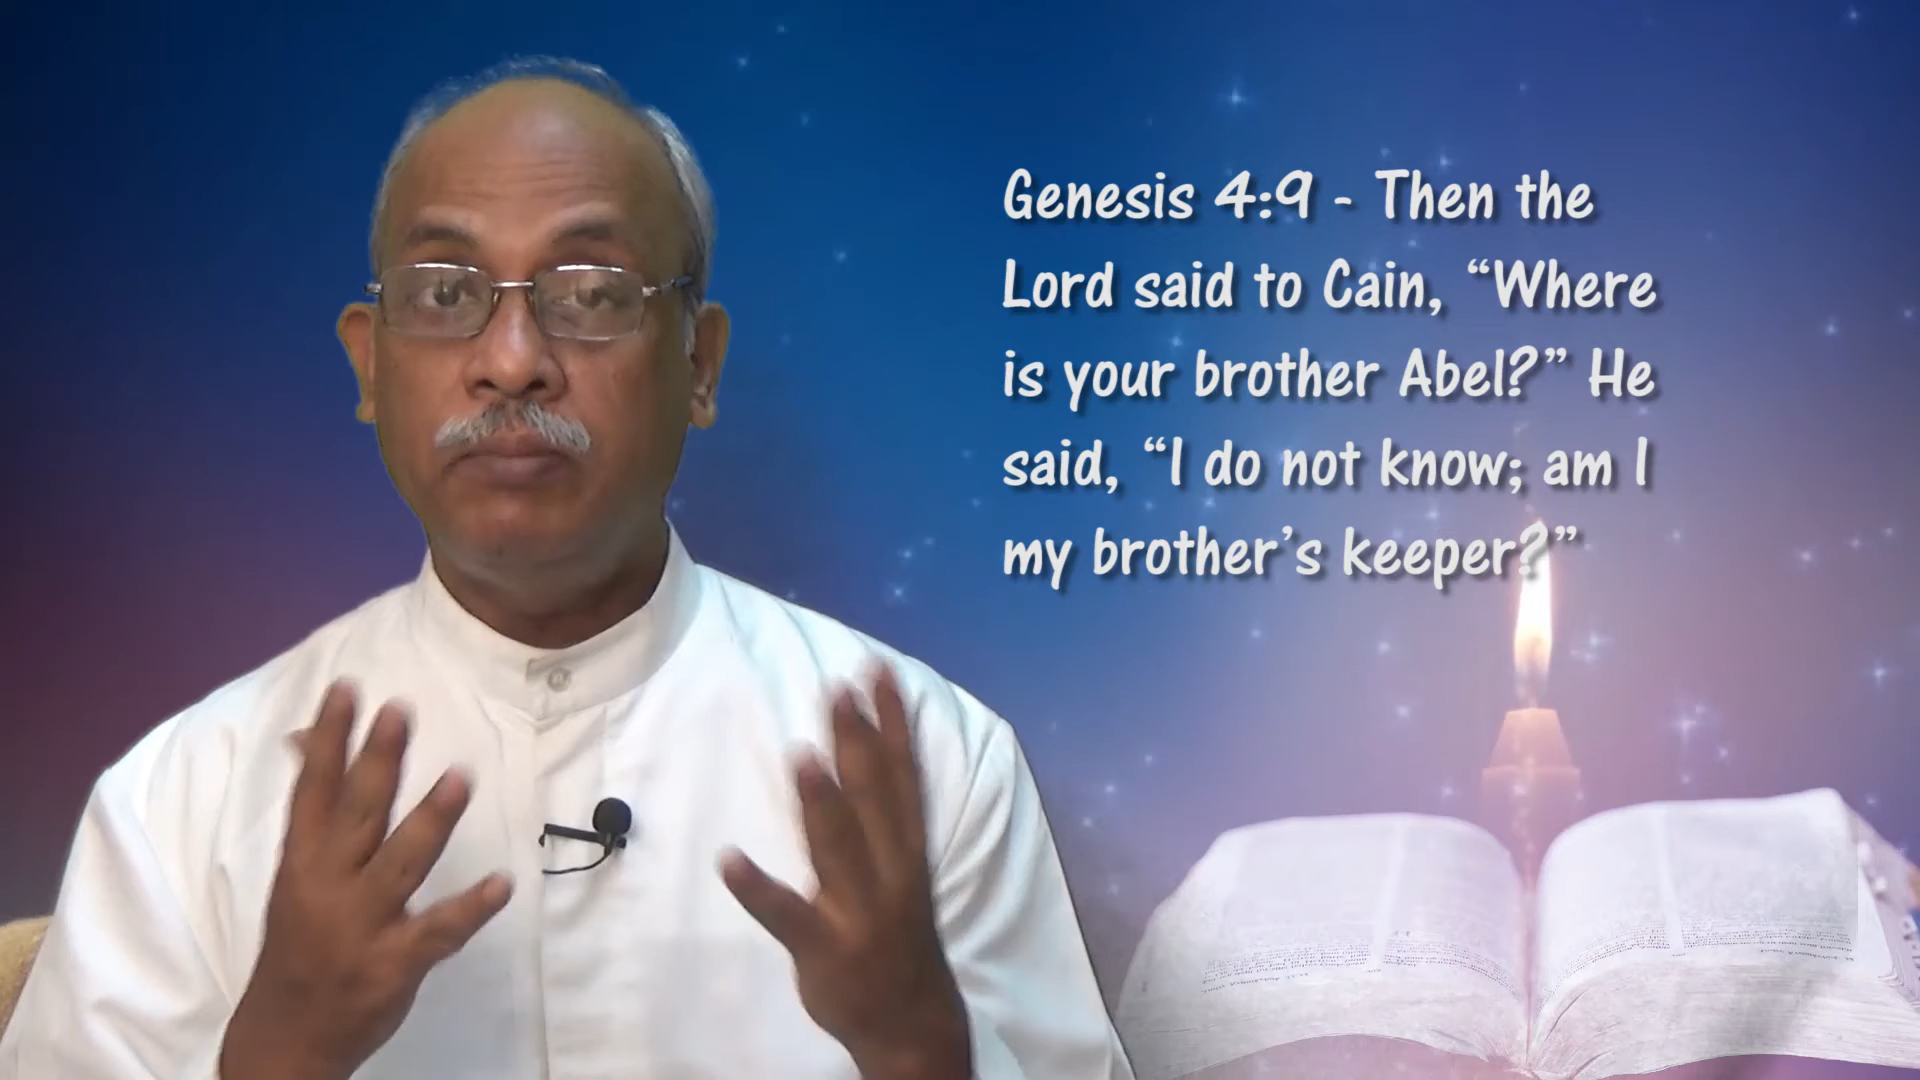 Genesis 4:9 - Then the
Lord said to Cain, “Where
is your brother Abel?” He
said, “I do not know; am I
my brother’s keeper?”